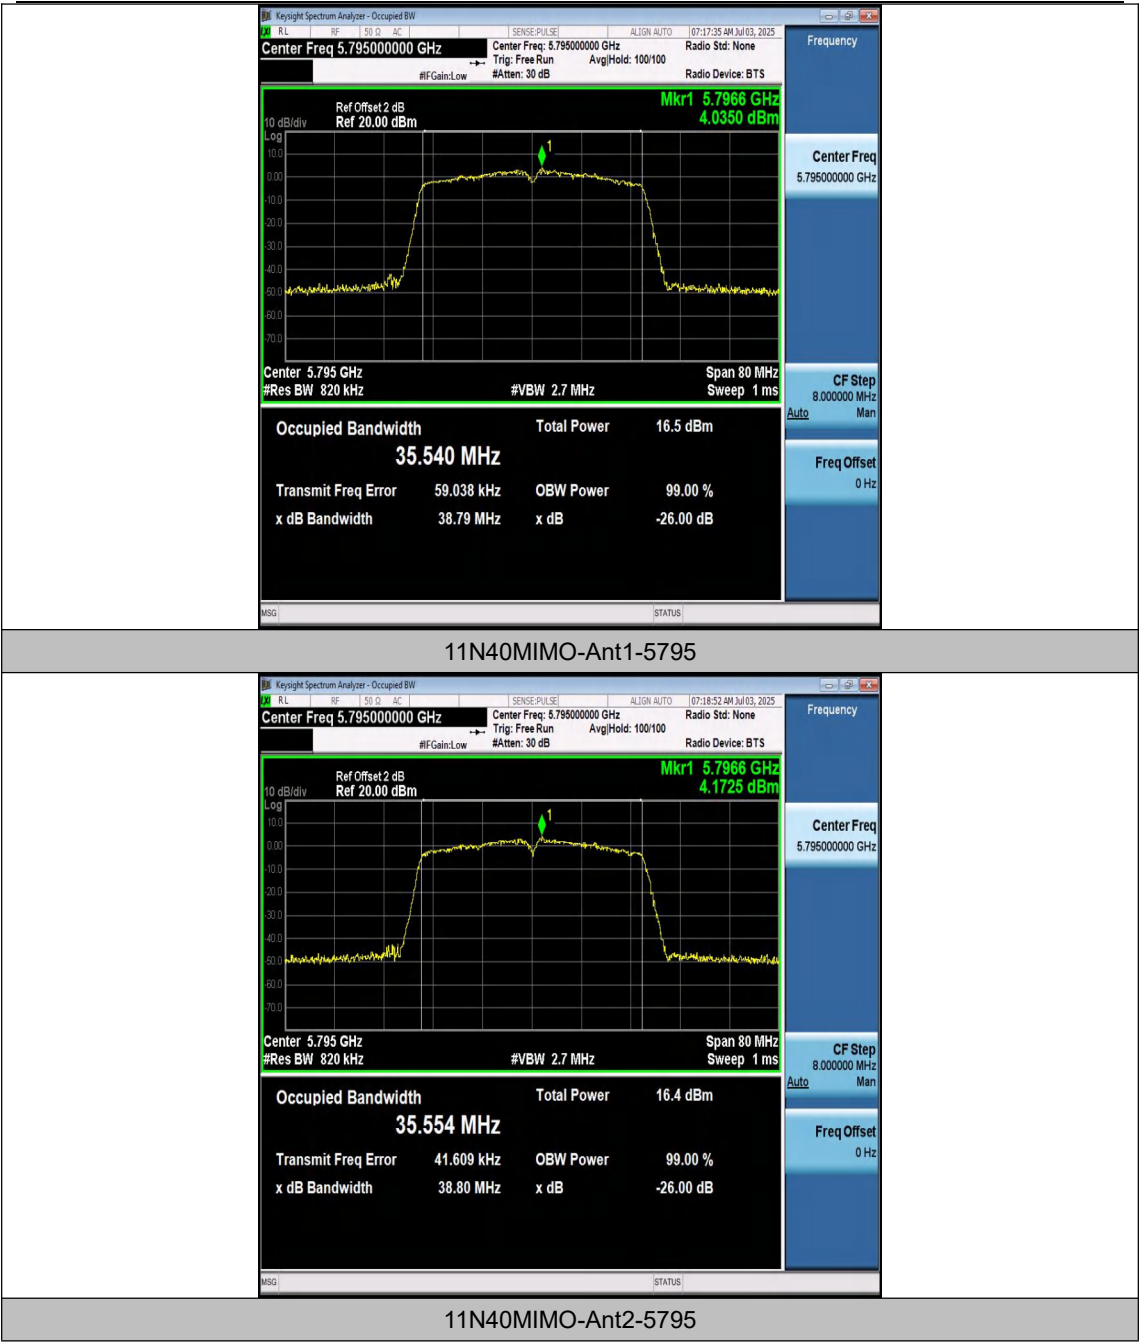 Keysight Spectrum Analyzer - Occupied BW
RL RF 50 Ω AC SENSE:PULSE ALIGN AUTO 07:17:35 AM Jul 03, 2025
Center Freq 5.795000000 GHz Center Freq: 5.795000000 GHz Radio Std: None Frequency
Trig: Free Run Avg|Hold: 100/100
#IFGain:Low #Atten: 30 dB Radio Device: BTS
Mkr1 5.7966 GHz
4.0350 dBm
Ref Offset 2 dB
10 dB/div Ref 20.00 dBm
Log
1
10.0
0.00
-10.0
-20.0
-30.0
-40.0
-50.0
-60.0
-70.0
Center Freq
5.795000000 GHz
Center 5.795 GHz Span 80 MHz
#Res BW 820 kHz #VBW 2.7 MHz Sweep 1 ms
CF Step
8.000000 MHz
Auto Man
Occupied Bandwidth Total Power 16.5 dBm
35.540 MHz
Freq Offset
0 Hz
Transmit Freq Error 59.038 kHz OBW Power 99.00 %
x dB Bandwidth 38.79 MHz x dB -26.00 dB
MSG STATUS
11N40MIMO-Ant1-5795
Keysight Spectrum Analyzer - Occupied BW
RL RF 50 Ω AC SENSE:PULSE ALIGN AUTO 07:18:52 AM Jul 03, 2025
Center Freq 5.795000000 GHz Center Freq: 5.795000000 GHz Radio Std: None Frequency
Trig: Free Run Avg|Hold: 100/100
#IFGain:Low #Atten: 30 dB Radio Device: BTS
Mkr1 5.7966 GHz
4.1725 dBm
Ref Offset 2 dB
10 dB/div Ref 20.00 dBm
Log
1
10.0
0.00
-10.0
-20.0
-30.0
-40.0
-50.0
-60.0
-70.0
Center Freq
5.795000000 GHz
Center 5.795 GHz Span 80 MHz
#Res BW 820 kHz #VBW 2.7 MHz Sweep 1 ms
CF Step
8.000000 MHz
Auto Man
Occupied Bandwidth Total Power 16.4 dBm
35.554 MHz
Freq Offset
0 Hz
Transmit Freq Error 41.609 kHz OBW Power 99.00 %
x dB Bandwidth 38.80 MHz x dB -26.00 dB
MSG STATUS
11N40MIMO-Ant2-5795